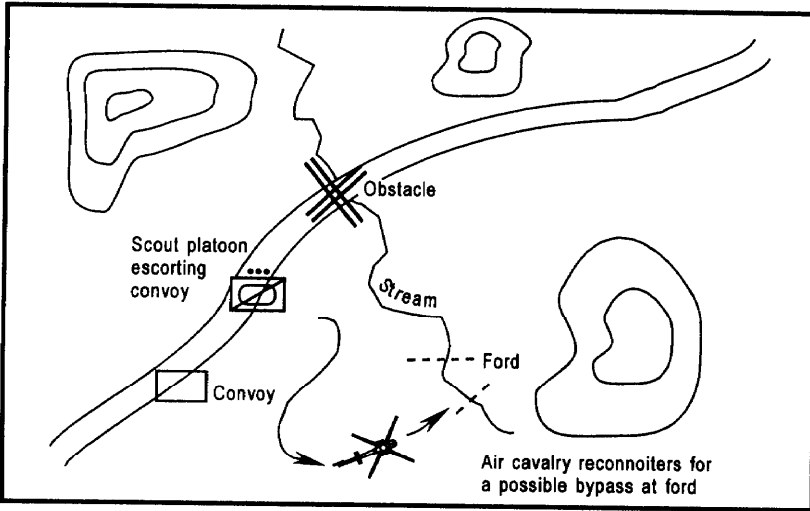 Obstacle
Scout platoon
escorting
convoy
Stream
Ford
Convoy
Air cavalry reconnoiters for
a possible bypass at ford